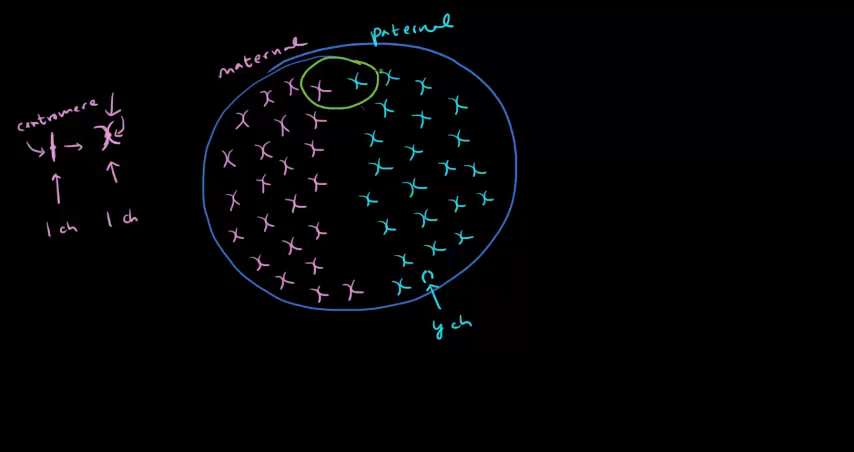 maternal
paternal
centromere
1 ch
1 ch
y ch